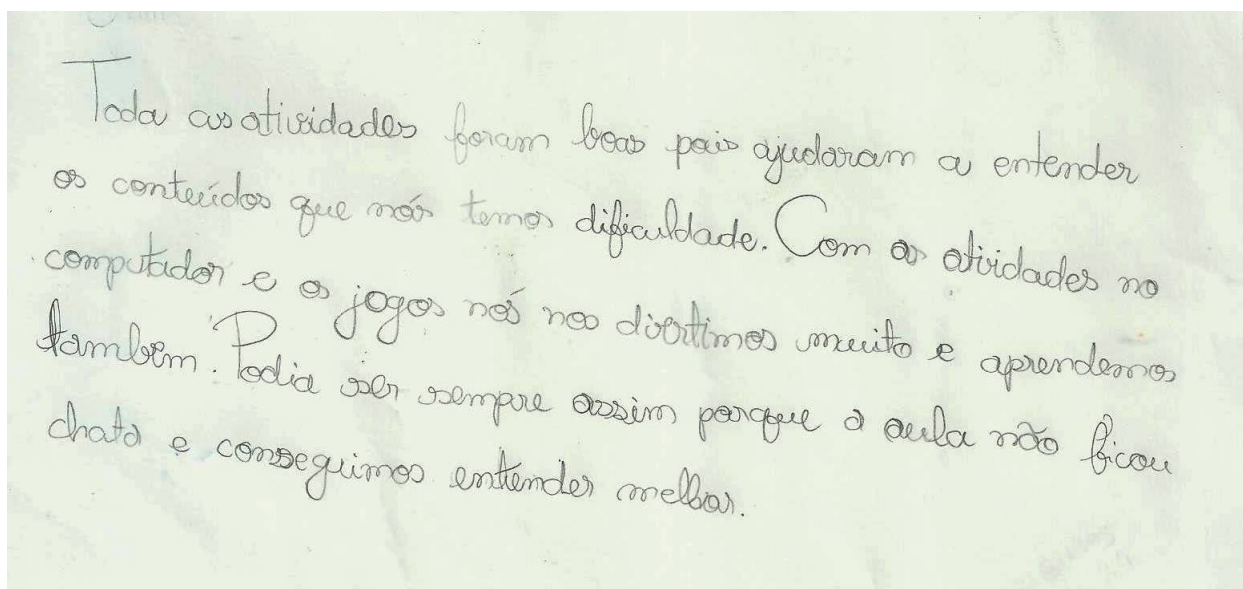 Toda as atividades foram boas pois ajudaram a entender
os conteúdos que nós temos dificuldade. Com as atividades no
computador e os jogos nós nos divertimos muito e aprendemos
tambem. Podia ser sempre assim porque a aula não ficou
chata e conseguimos entender melhor.